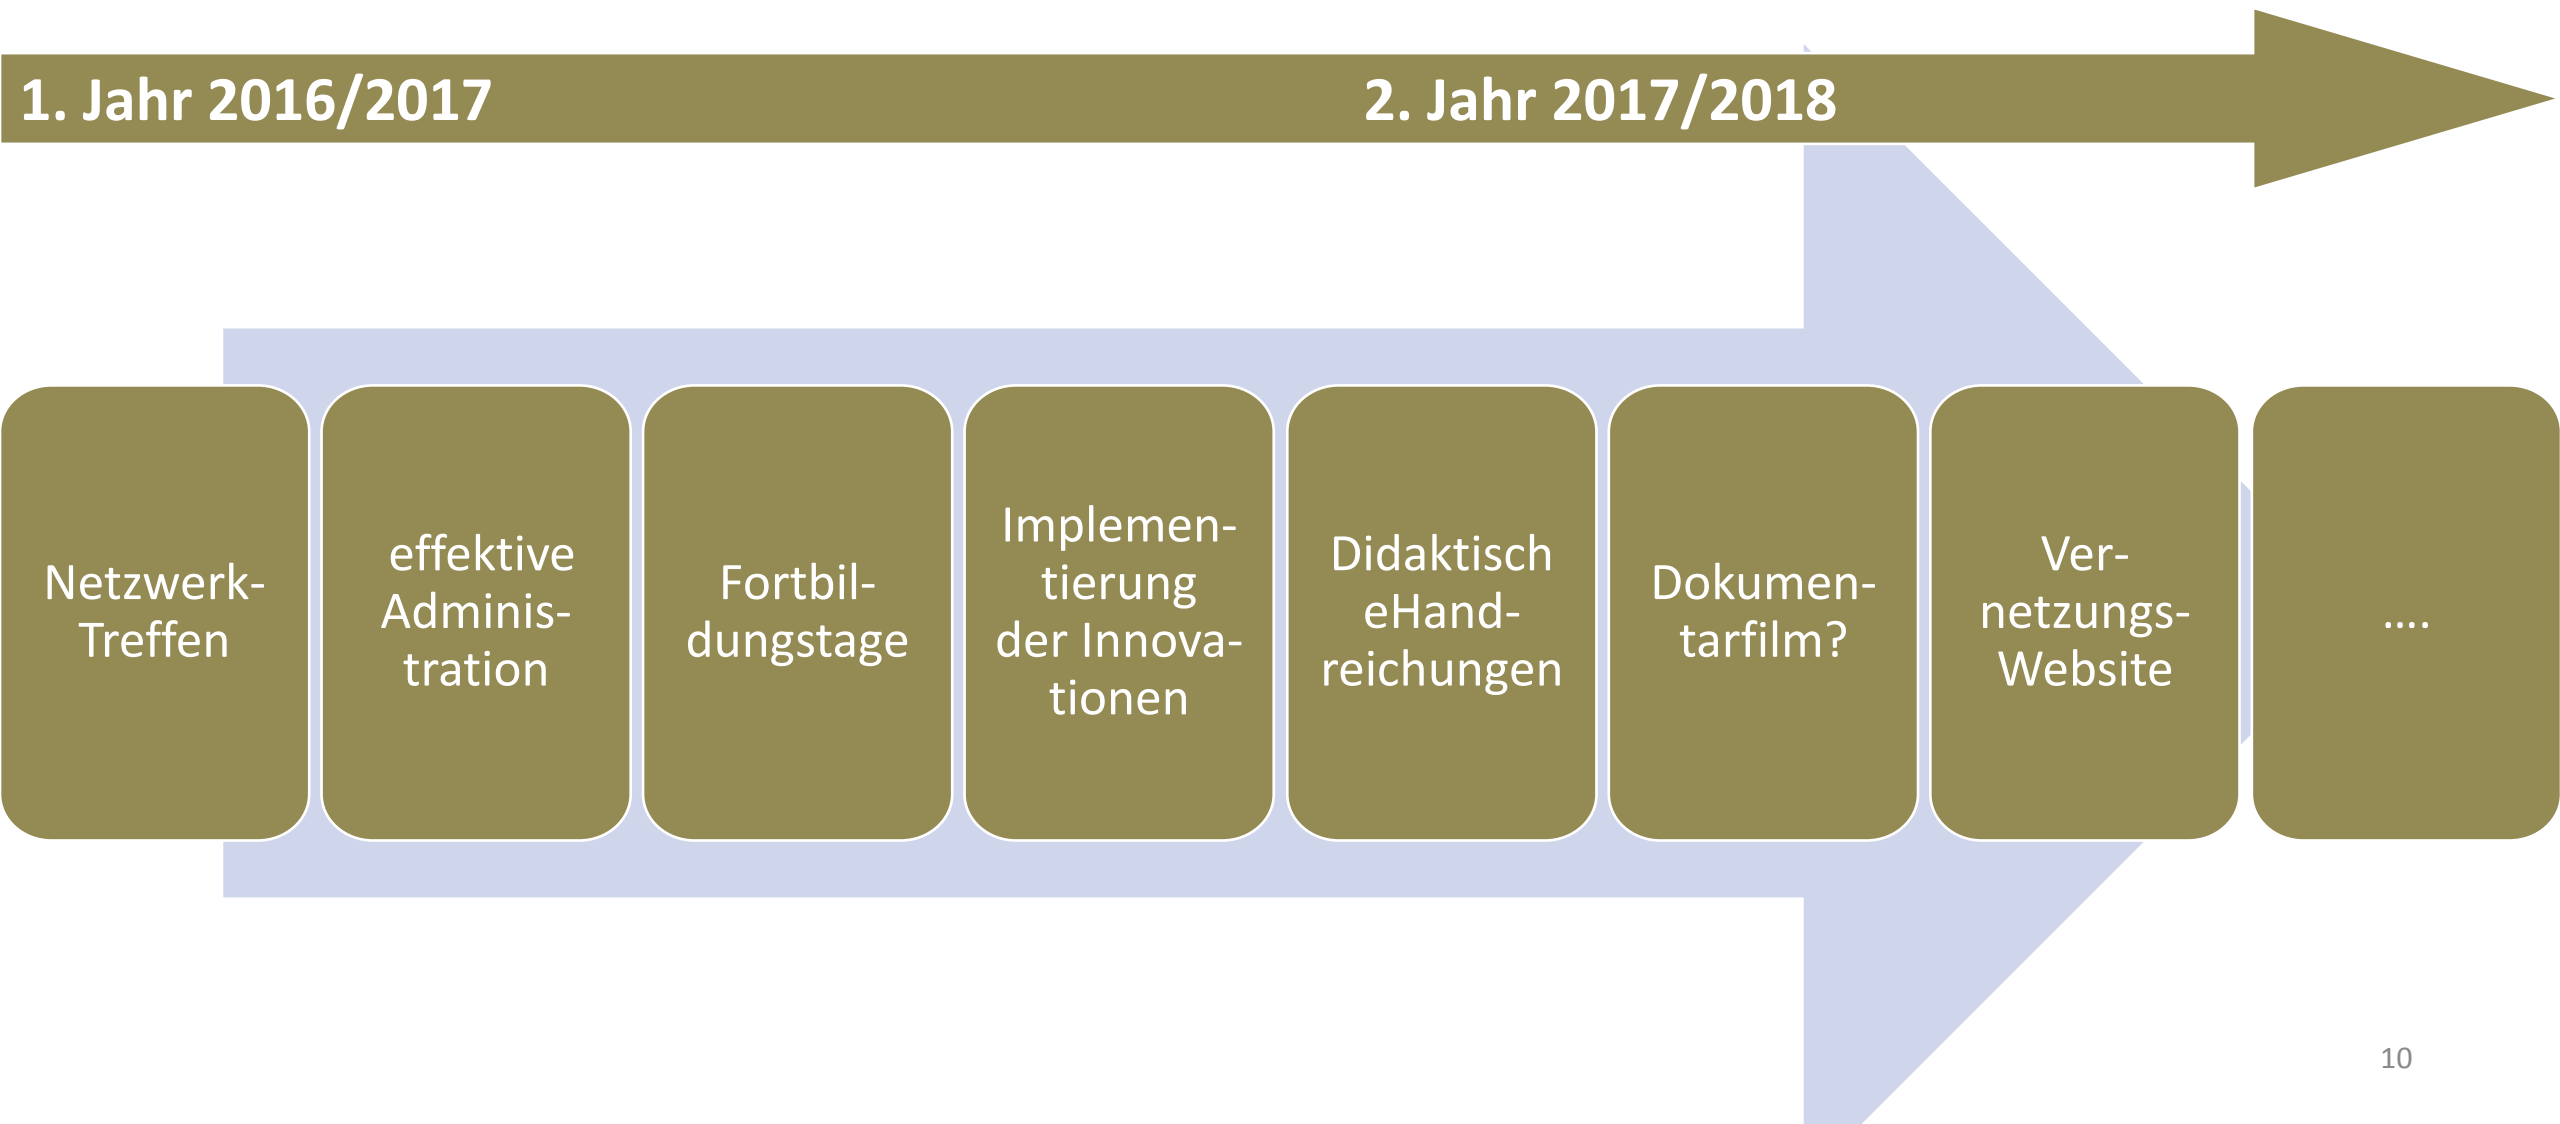 1. Jahr 2016/2017
2. Jahr 2017/2018
Netzwerk-
Treffen
effektive
Adminis-
tration
Fortbil-
dungstage
Implemen-
tierung
der Innova-
tionen
Didaktisch
eHand-
reichungen
Dokumen-
tarfilm?
Ver-
netzungs-
Website
....
10